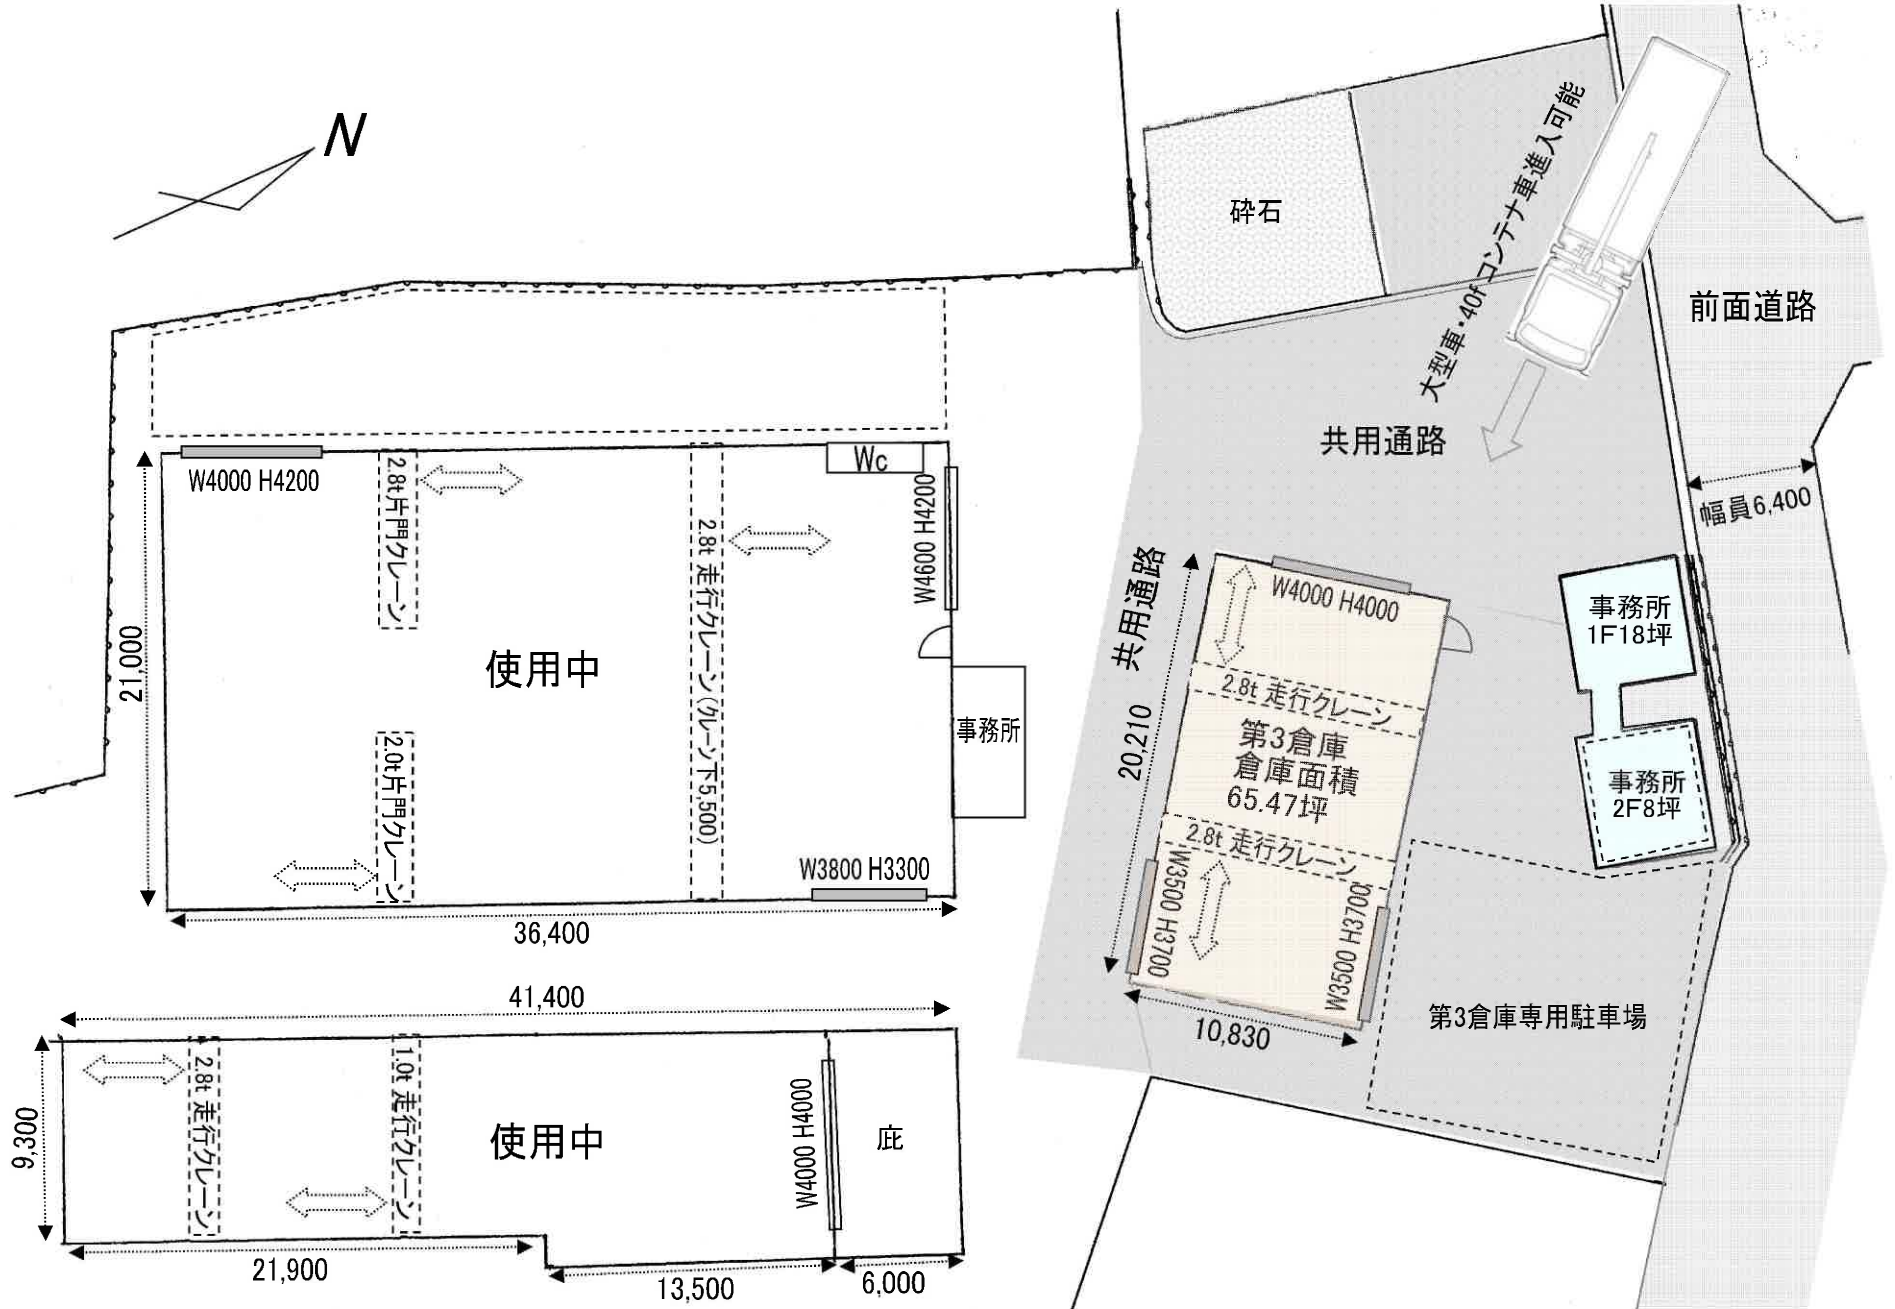 N
砕石
大型車・40fコンテナ車進入可能
前面道路
共用通路
幅員6,400
W4000 H4200
2.8t片門クレーン
2.8t 走行クレーン(クレーン下5,500)
Wc
W4600 H4200
21,000
使用中
事務所
2.0t片門クレーン
W3800 H3300
36,400
共用通路
20,210
W4000 H4000
2.8t 走行クレーン
第3倉庫
倉庫面積
65.47坪
2.8t 走行クレーン
W3500 H3700
W3500 H3700
10,830
事務所
1F18坪
事務所
2F8坪
第3倉庫専用駐車場
41,400
9,300
2.8t 走行クレーン
1.0t 走行クレーン
使用中
W4000 H4000
庇
21,900
13,500
6,000